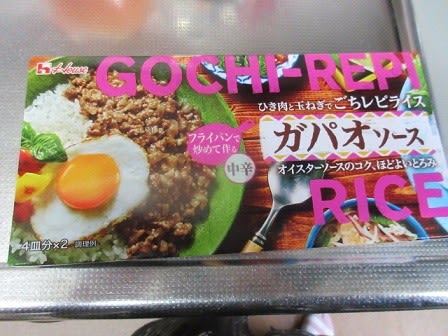 House
GOCHI-REPI
ひき肉と玉ねぎでごちレピライス
フライパンで
炒めて作る
中辛
ガパオソース
オイスターソースのコク、ほどよいとろみ
RICE
4皿分×2 調理例